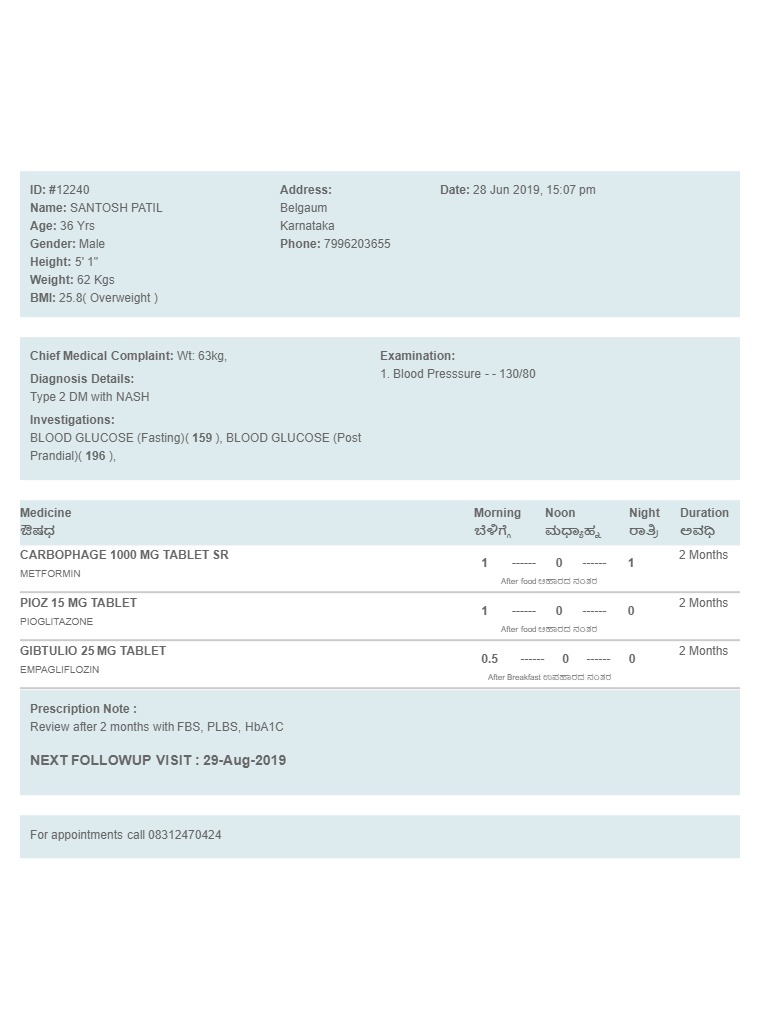 ID: #12240
Name: SANTOSH PATIL
Age: 36 Yrs
Gender: Male
Height: 5' 1"
Weight: 62 Kgs
BMI: 25.8( Overweight )
Address:
Belgaum
Karnataka
Phone: 7996203655
Date: 28 Jun 2019, 15:07 pm
Chief Medical Complaint: Wt: 63kg,
Diagnosis Details:
Type 2 DM with NASH
Investigations:
BLOOD GLUCOSE (Fasting)( 159 ), BLOOD GLUCOSE (Post
Prandial)( 196 ),
Examination:
1. Blood Presssure - - 130/80
Medicine Morning Noon Night Duration
ಔಷಧ ಬೆಳಿಗ್ಗೆ ಮಧ್ಯಾಹ್ನ ರಾತ್ರಿ ಅವಧಿ
CARBOPHAGE 1000 MG TABLET SR 1 ------ 0 ------ 1 2 Months
METFORMIN After food ಆಹಾರದ ನಂತರ
PIOZ 15 MG TABLET 1 ------ 0 ------ 0 2 Months
PIOGLITAZONE After food ಆಹಾರದ ನಂತರ
GIBTULIO 25 MG TABLET 0.5 ------ 0 ------ 0 2 Months
EMPAGLIFLOZIN After Breakfast ಉಪಹಾರದ ನಂತರ
Prescription Note :
Review after 2 months with FBS, PLBS, HbA1C
NEXT FOLLOWUP VISIT : 29-Aug-2019
For appointments call 08312470424